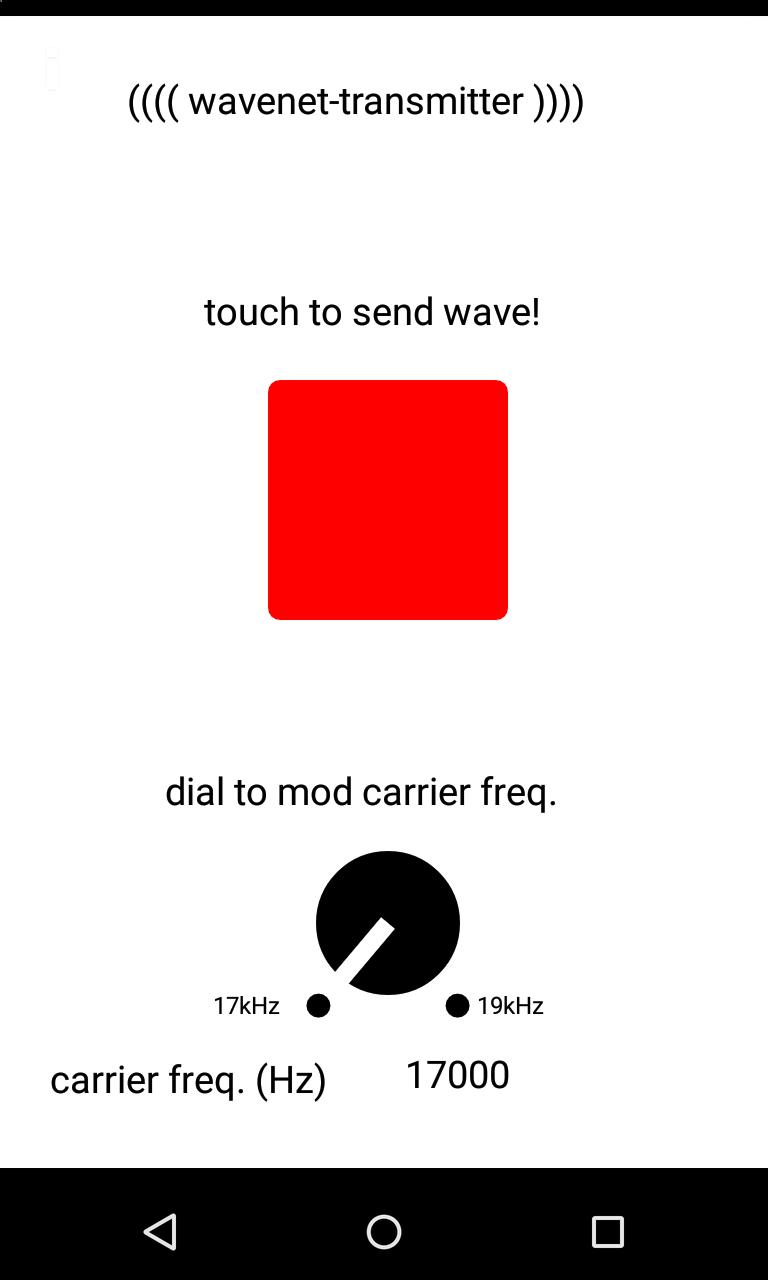 (((( wavenet-transmitter ))))
touch to send wave!
dial to mod carrier freq.
17kHz 19kHz
carrier freq. (Hz) 17000